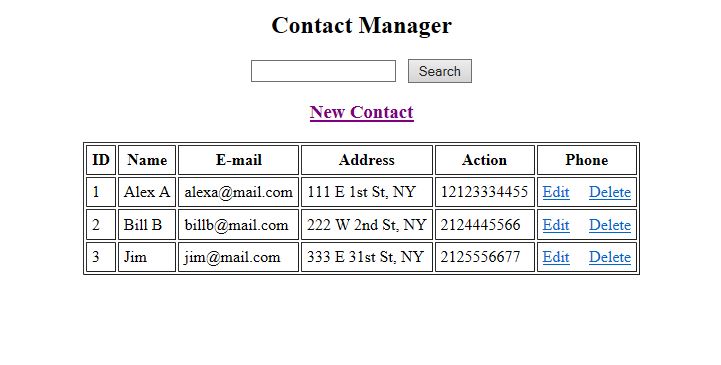 Contact Manager
Search
New Contact
ID Name E-mail Address Action Phone
1 Alex A alexa@mail.com 111 E 1st St, NY 12123334455 Edit Delete
2 Bill B billb@mail.com 222 W 2nd St, NY 2124445566 Edit Delete
3 Jim jim@mail.com 333 E 31st St, NY 2125556677 Edit Delete